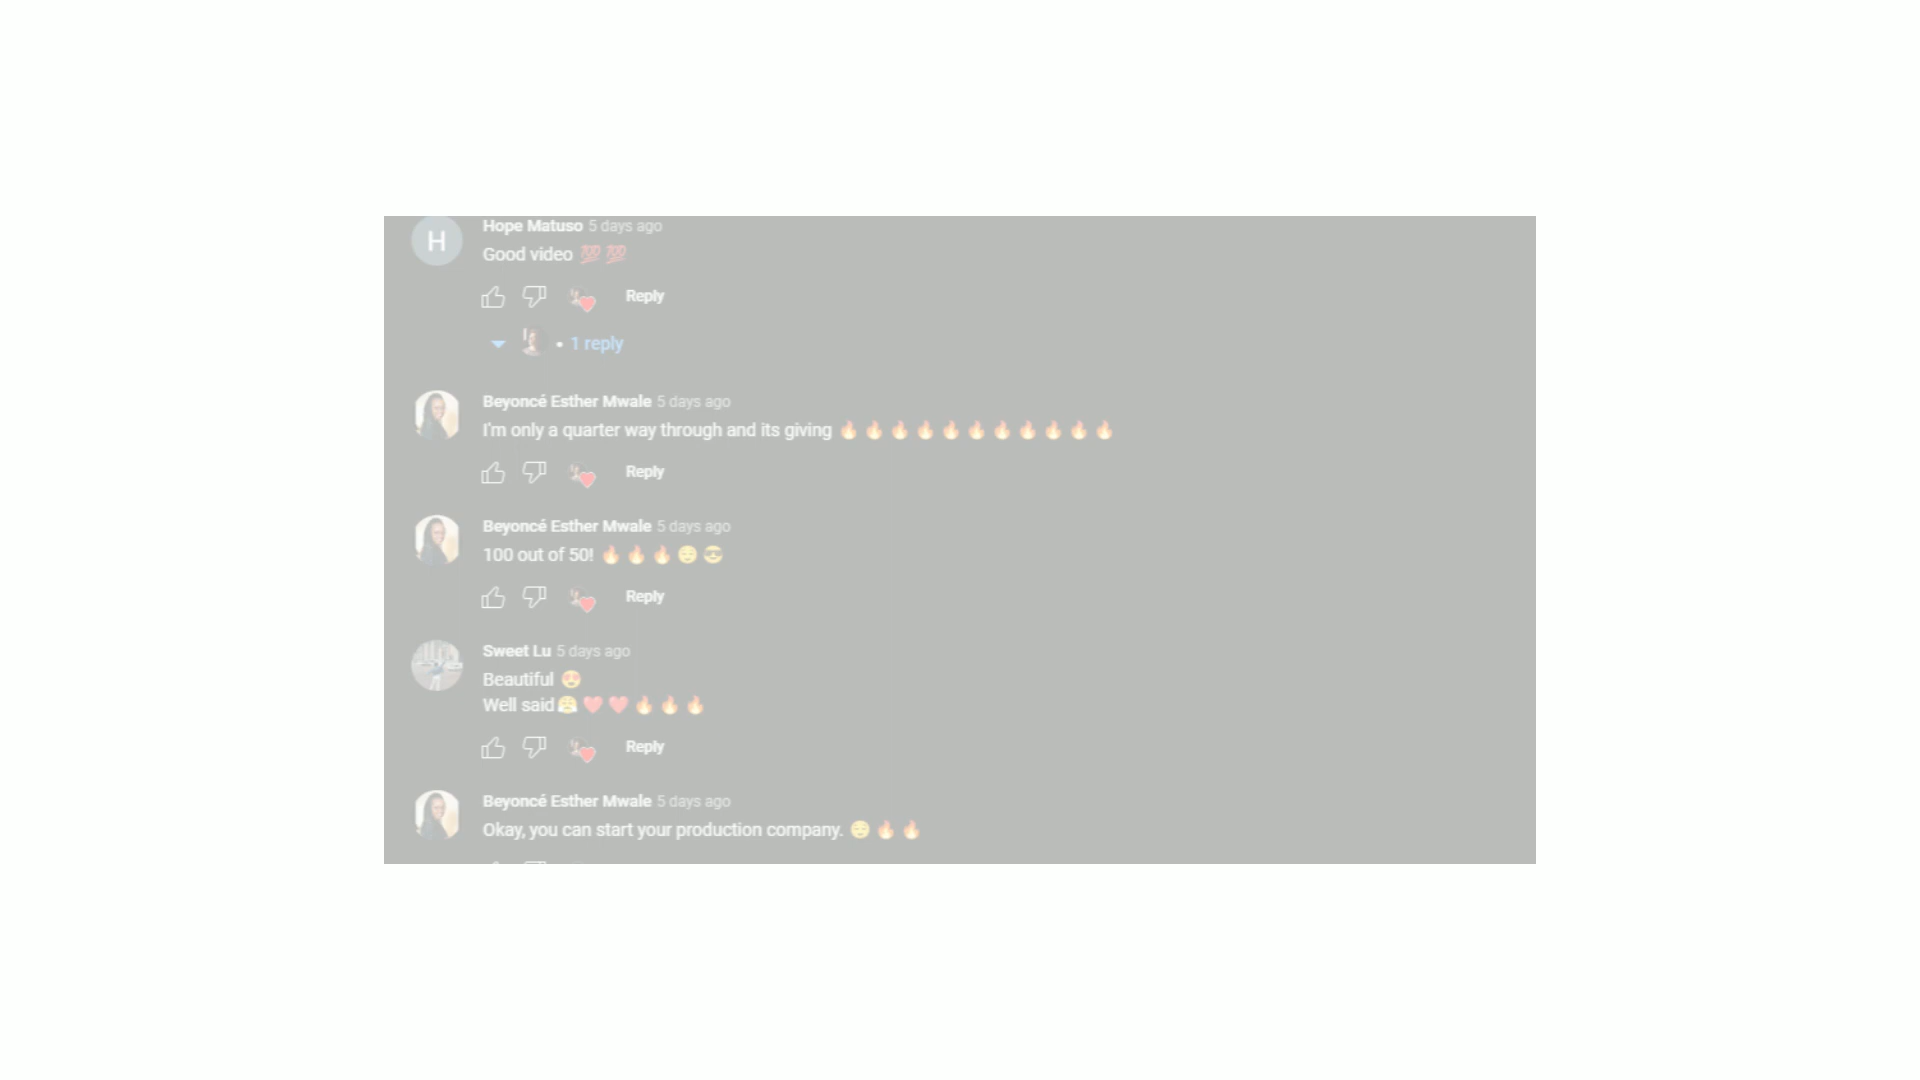 H
Hope Matuso 5 days ago
Good video 💯💯
Reply
• 1 reply
Beyoncé Esther Mwale 5 days ago
I'm only a quarter way through and its giving 🔥🔥🔥🔥🔥🔥🔥🔥🔥🔥🔥
Reply
Beyoncé Esther Mwale 5 days ago
100 out of 50! 🔥🔥🔥😌😎
Reply
Sweet Lu 5 days ago
Beautiful 😍
Well said😤❤️❤️🔥🔥🔥
Reply
Beyoncé Esther Mwale 5 days ago
Okay, you can start your production company. 😌🔥🔥